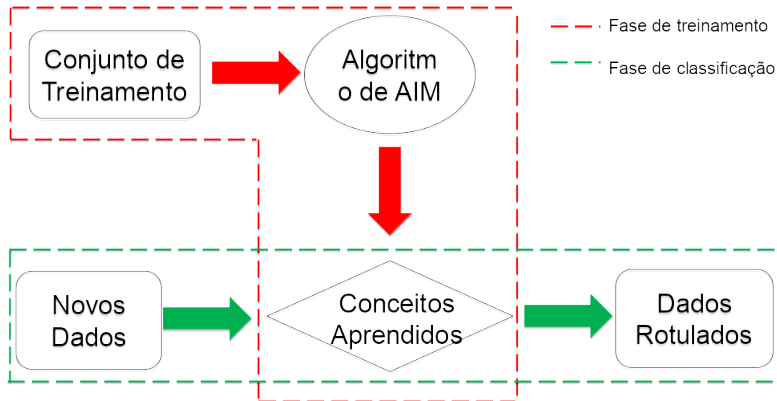 Conjunto de
Treinamento
Algoritm
o de AIM
Fase de treinamento
Fase de classificação
Novos
Dados
Conceitos
Aprendidos
Dados
Rotulados